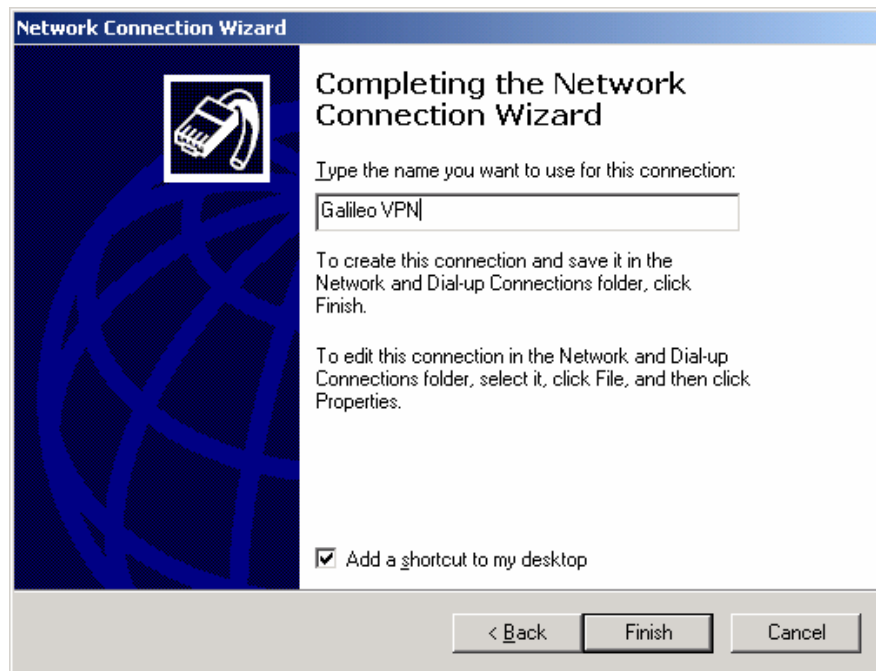 Network Connection Wizard
Completing the Network
Connection Wizard
Type the name you want to use for this connection:
Galileo VPN
To create this connection and save it in the
Network and Dial-up Connections folder, click
Finish.
To edit this connection in the Network and Dial-up
Connections folder, select it, click File, and then click
Properties.
Add a shortcut to my desktop
< Back Finish Cancel